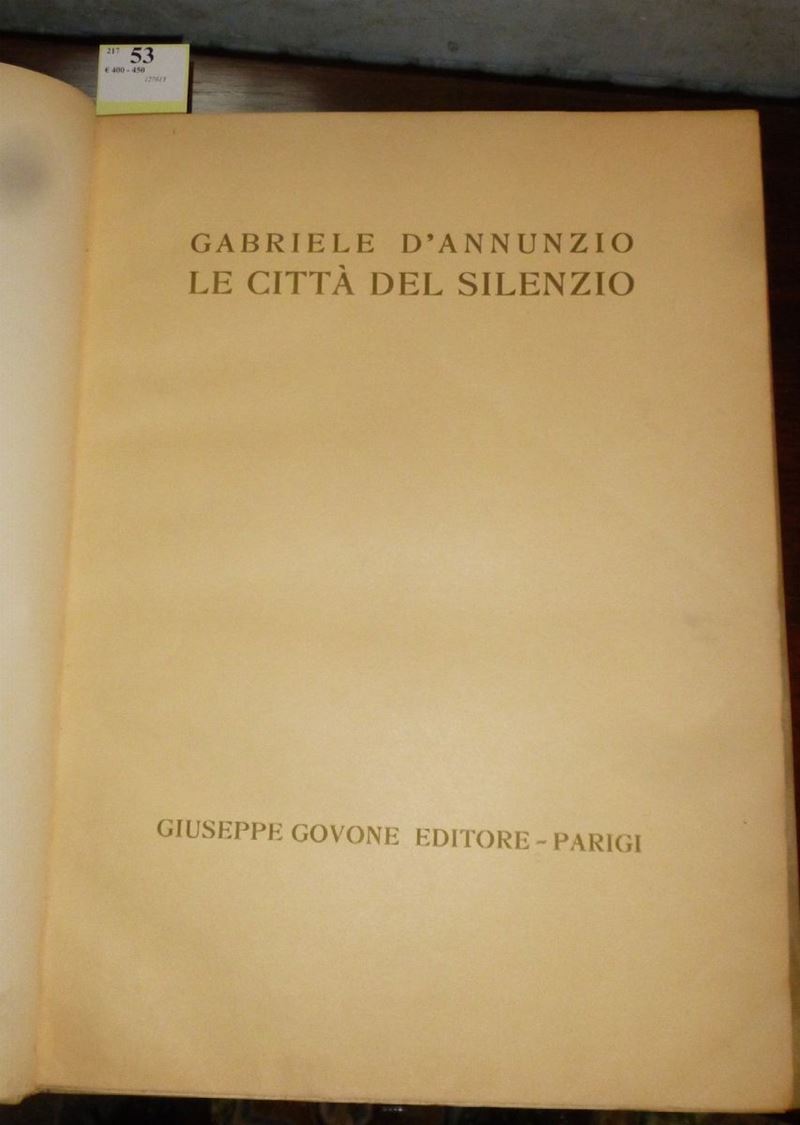 217 53
€ 400 - 450
GABRIELE D'ANNUNZIO
LE CITTÀ DEL SILENZIO
GIUSEPPE GOVONE EDITORE - PARIGI